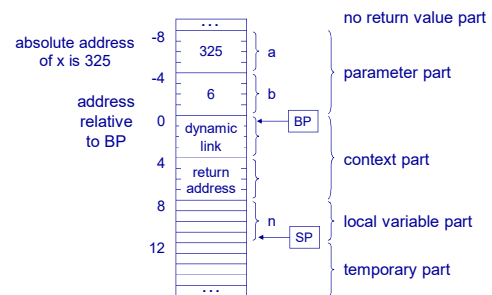 ...
no return value part
absolute address
of x is 325
-8
325
a
parameter part
-4
6
b
address
relative
to BP
0
dynamic
link
BP
context part
4
return
address
8
n
local variable part
SP
12
temporary part
...